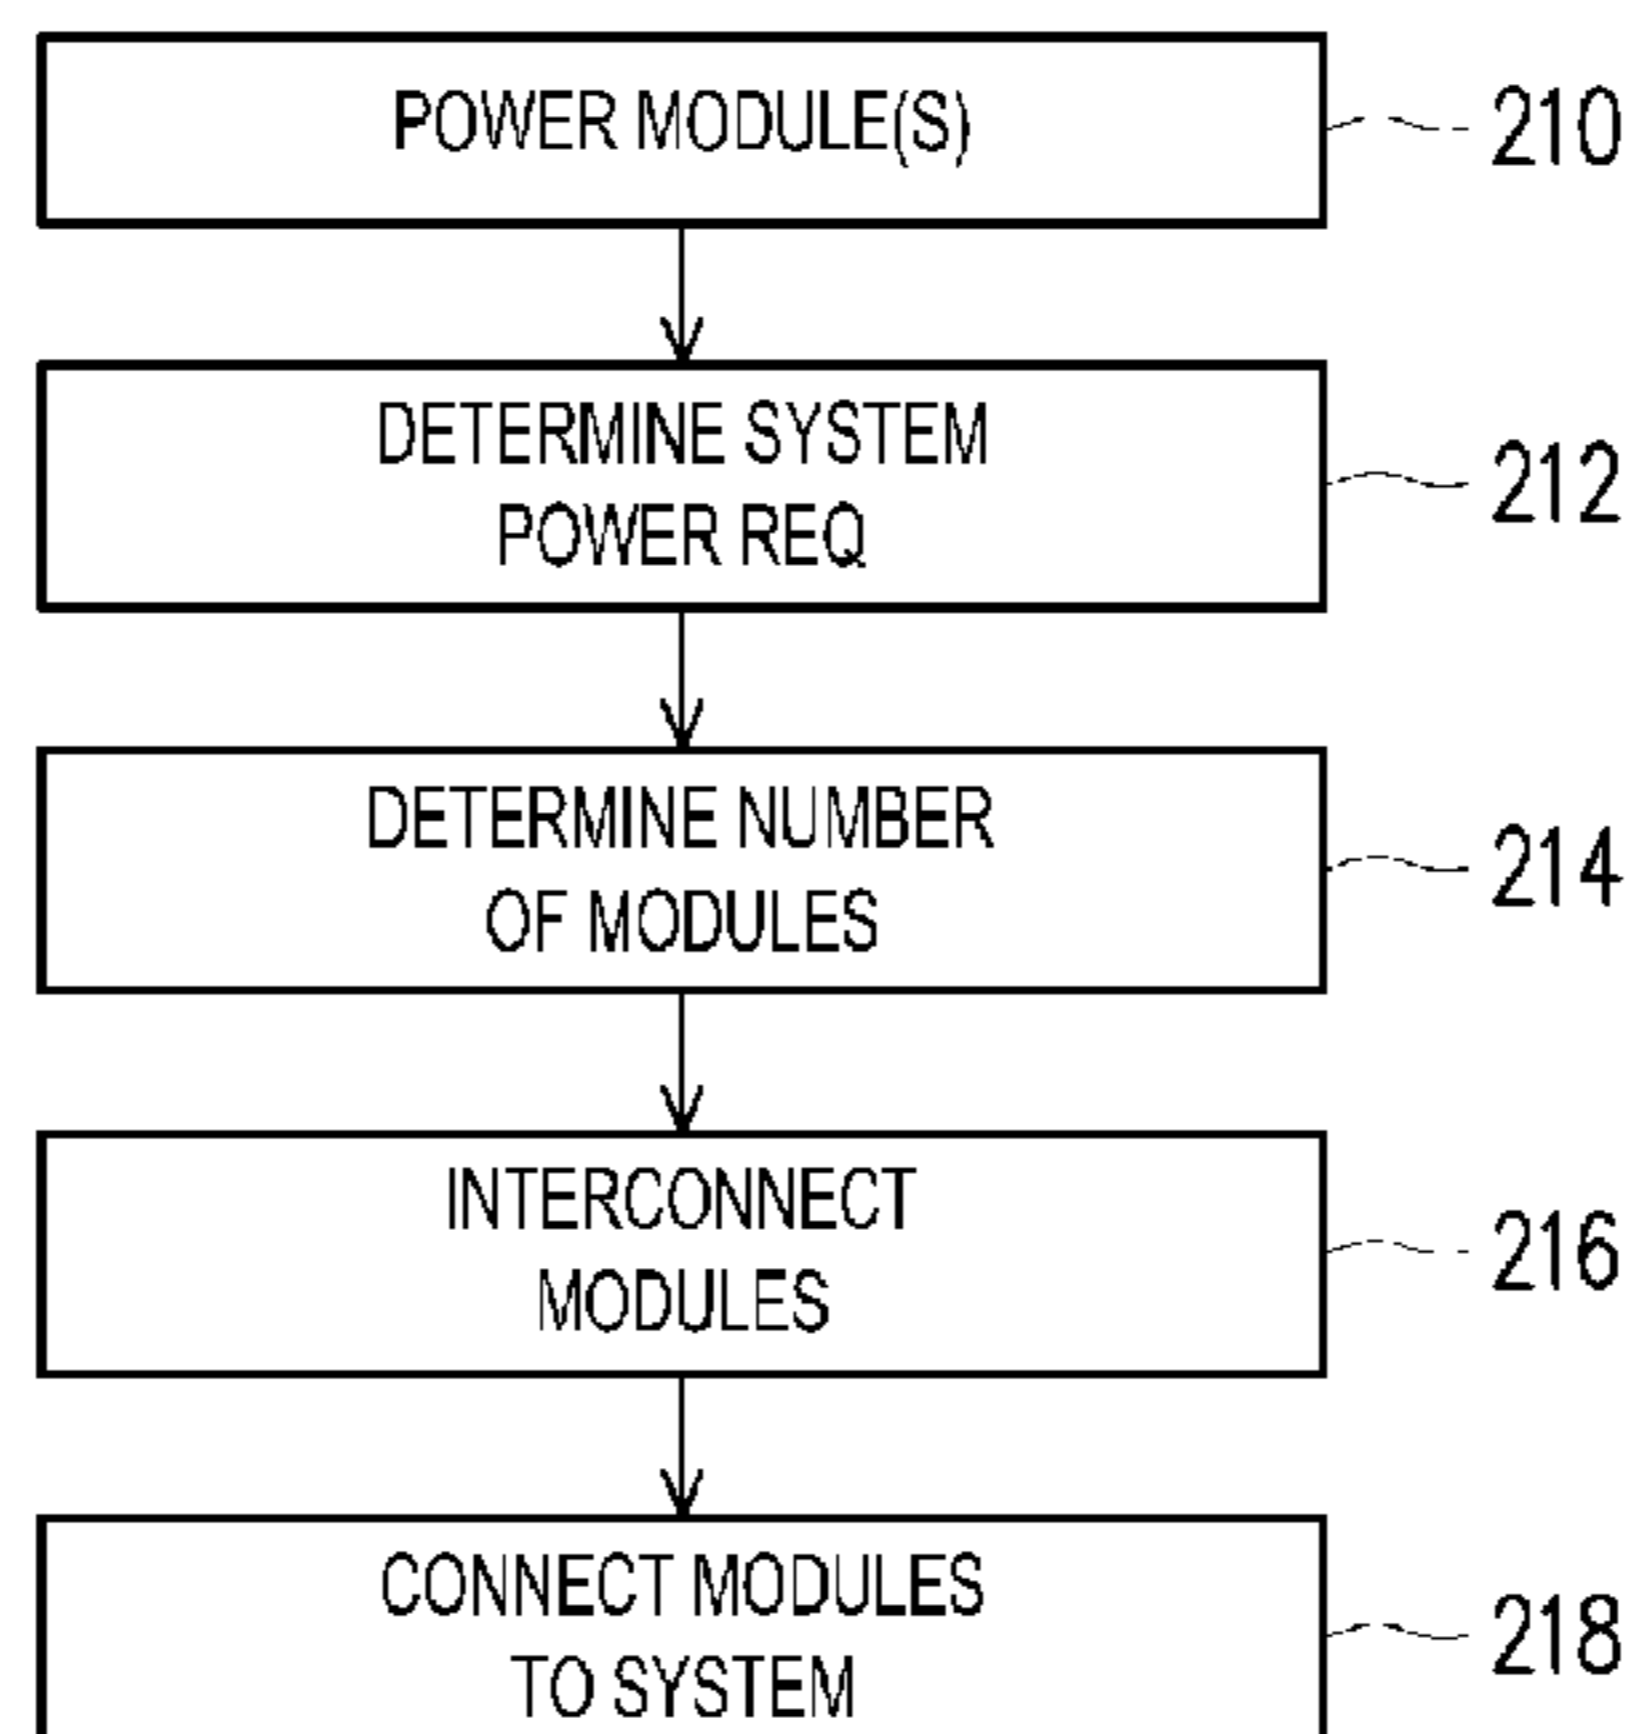 POWER MODULE(S)
210
DETERMINE SYSTEM
POWER REQ
212
DETERMINE NUMBER
OF MODULES
214
INTERCONNECT
MODULES
216
CONNECT MODULES
TO SYSTEM
218